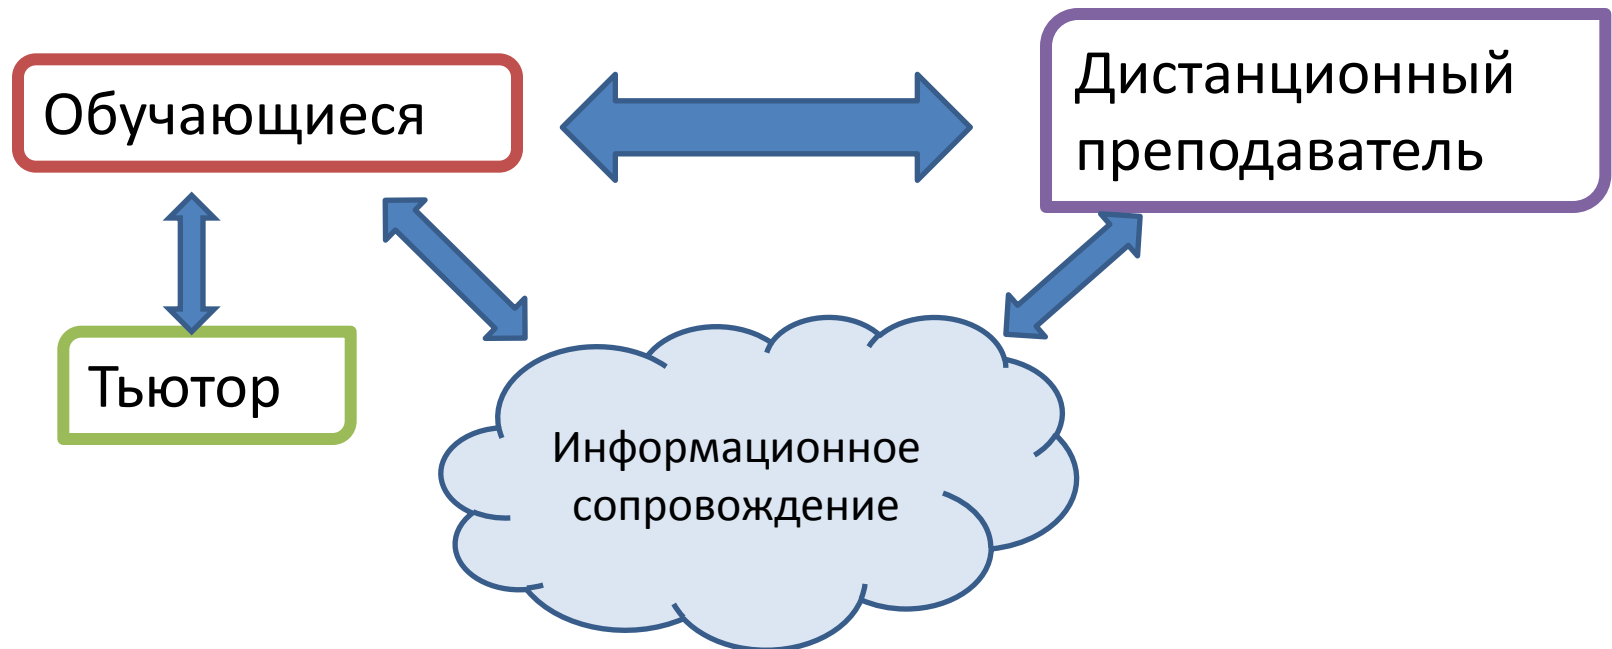 Обучающиеся
Дистанционный
преподаватель
Тьютор
Информационное
сопровождение